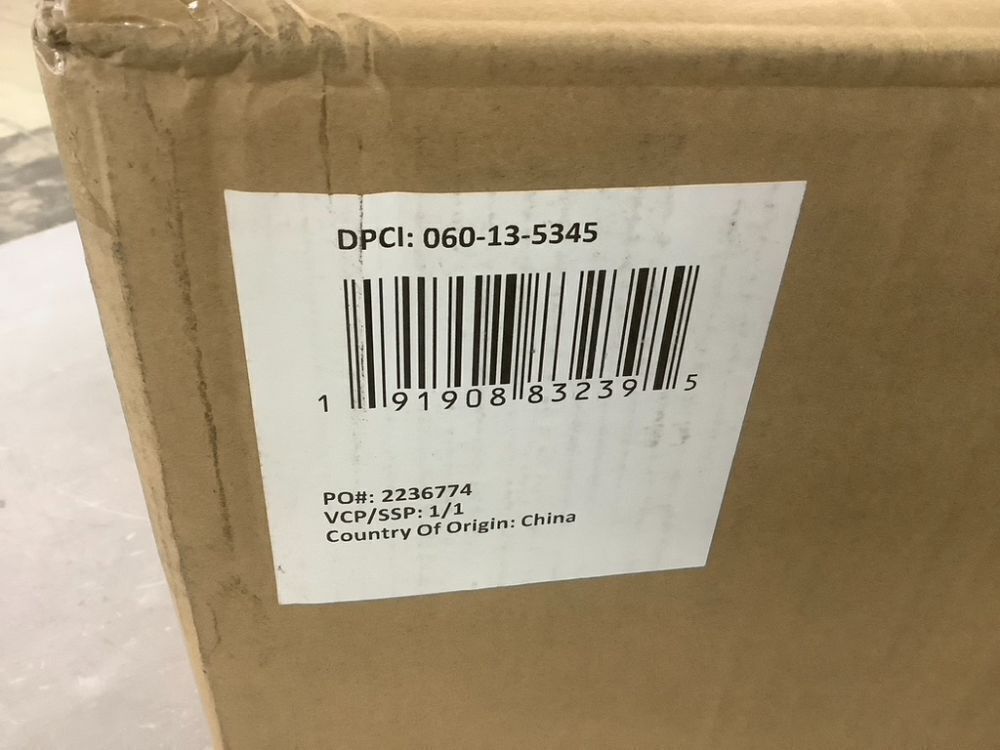 DPCI: 060-13-5345
1 91908 83239 5
PO#: 2236774
VCP/SSP: 1/1
Country Of Origin: China